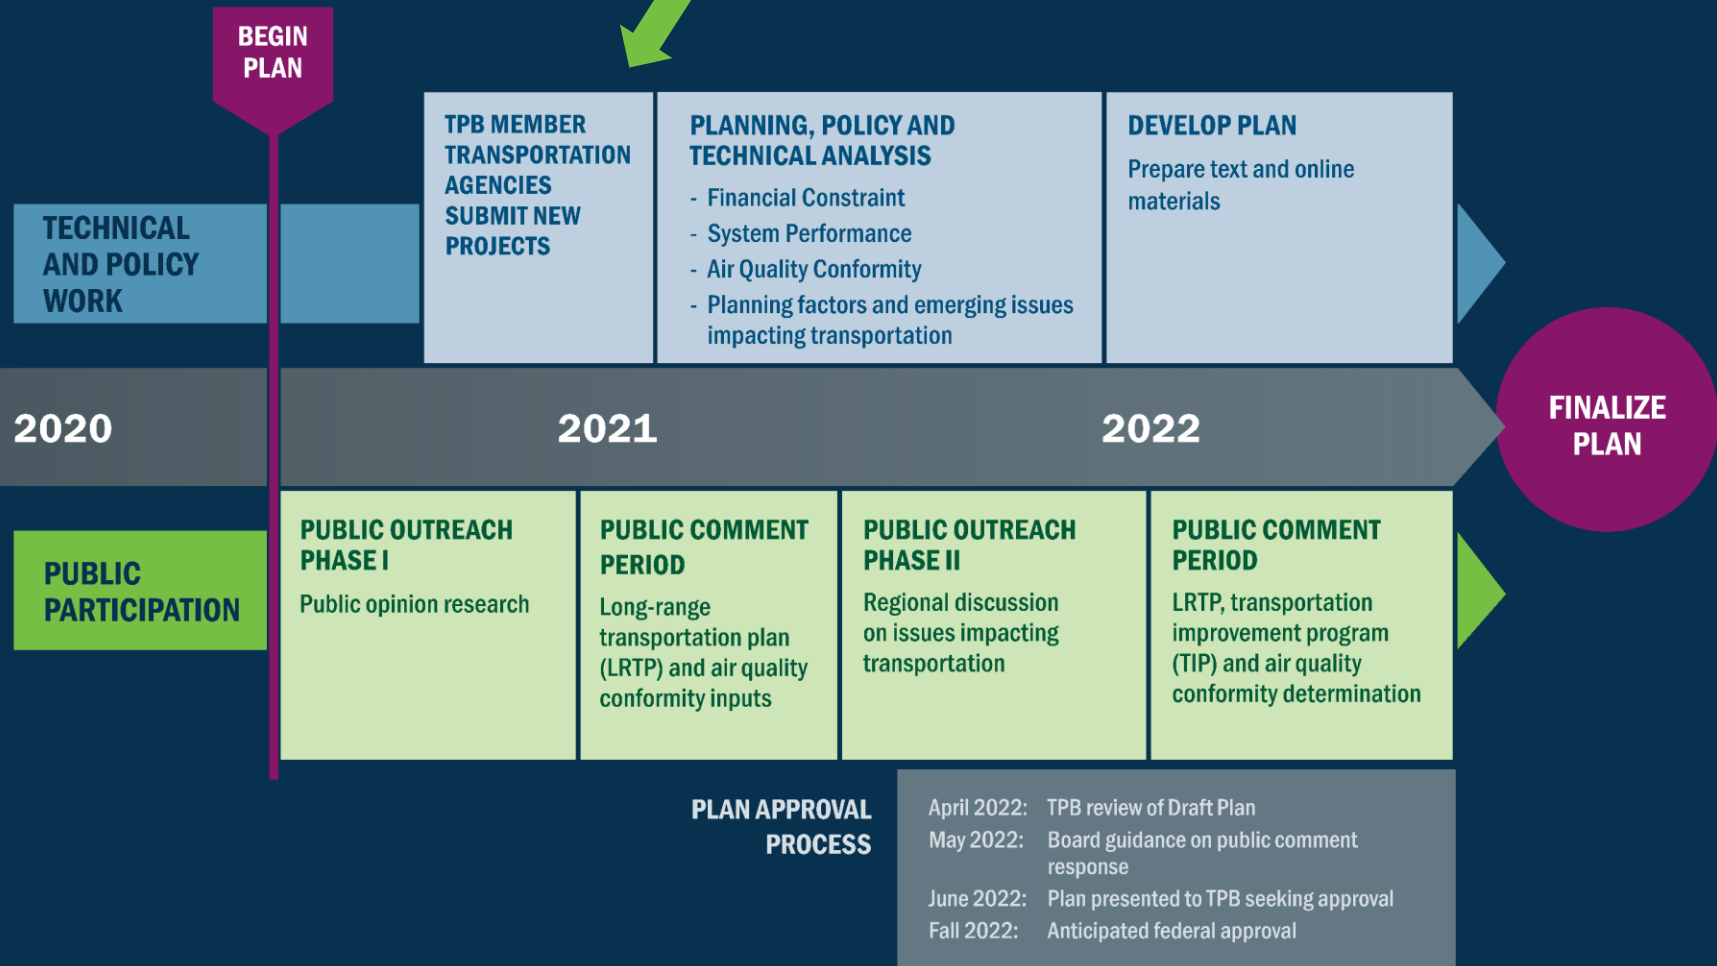 BEGIN
PLAN
TPB MEMBER
TRANSPORTATION
AGENCIES
SUBMIT NEW
PROJECTS
PLANNING, POLICY AND
TECHNICAL ANALYSIS
- Financial Constraint
- System Performance
- Air Quality Conformity
- Planning factors and emerging issues
impacting transportation
DEVELOP PLAN
Prepare text and online
materials
TECHNICAL
AND POLICY
WORK
2020
2021
2022
FINALIZE
PLAN
PUBLIC
PARTICIPATION
PUBLIC OUTREACH
PHASE I
Public opinion research
PUBLIC COMMENT
PERIOD
Long-range
transportation plan
(LRTP) and air quality
conformity inputs
PUBLIC OUTREACH
PHASE II
Regional discussion
on issues impacting
transportation
PUBLIC COMMENT
PERIOD
LRTP, transportation
improvement program
(TIP) and air quality
conformity determination
PLAN APPROVAL
PROCESS
April 2022: TPB review of Draft Plan
May 2022: Board guidance on public comment
response
June 2022: Plan presented to TPB seeking approval
Fall 2022: Anticipated federal approval